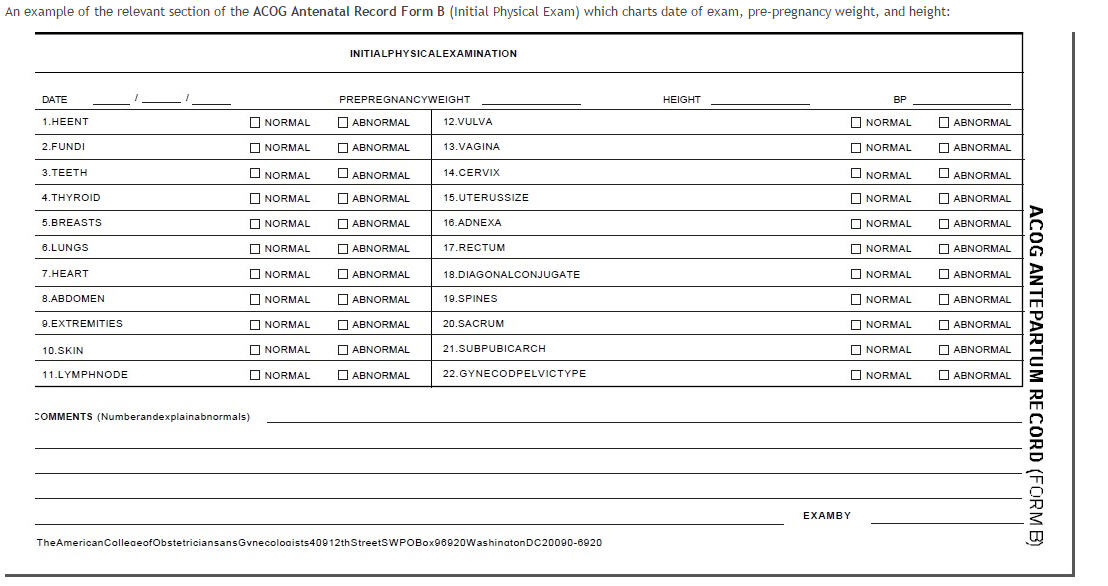 An example of the relevant section of the ACOG Antenatal Record Form B (Initial Physical Exam) which charts date of exam, pre-pregnancy weight, and height:
INITIALPHYSICALEXAMINATION
DATE ____ / ____ / ____ PREPREGNANCYWEIGHT ________ HEIGHT ________ BP ________
1.HEENT ☐ NORMAL ☐ ABNORMAL 12.VULVA ☐ NORMAL ☐ ABNORMAL
2.FUNDI ☐ NORMAL ☐ ABNORMAL 13.VAGINA ☐ NORMAL ☐ ABNORMAL
3.TEETH ☐ NORMAL ☐ ABNORMAL 14.CERVIX ☐ NORMAL ☐ ABNORMAL
4.THYROID ☐ NORMAL ☐ ABNORMAL 15.UTERUSSIZE ☐ NORMAL ☐ ABNORMAL
5.BREASTS ☐ NORMAL ☐ ABNORMAL 16.ADNEXA ☐ NORMAL ☐ ABNORMAL
6.LUNGS ☐ NORMAL ☐ ABNORMAL 17.RECTUM ☐ NORMAL ☐ ABNORMAL
7.HEART ☐ NORMAL ☐ ABNORMAL 18.DIAGONALCONJUGATE ☐ NORMAL ☐ ABNORMAL
8.ABDOMEN ☐ NORMAL ☐ ABNORMAL 19.SPINES ☐ NORMAL ☐ ABNORMAL
9.EXTREMITIES ☐ NORMAL ☐ ABNORMAL 20.SACRUM ☐ NORMAL ☐ ABNORMAL
10.SKIN ☐ NORMAL ☐ ABNORMAL 21.SUBPUBICARCH ☐ NORMAL ☐ ABNORMAL
11.LYMPHNODE ☐ NORMAL ☐ ABNORMAL 22.GYNECODPELVICTYPE ☐ NORMAL ☐ ABNORMAL
COMMENTS (Numberandexplainabnormals)
EXAMBY
TheAmericanCollegeofObstetriciansansGynecologists40912thStreetSWPOBox96920WashingtonDC20090-6920
ACOG ANTEPARTUM RECORD (FORM B)